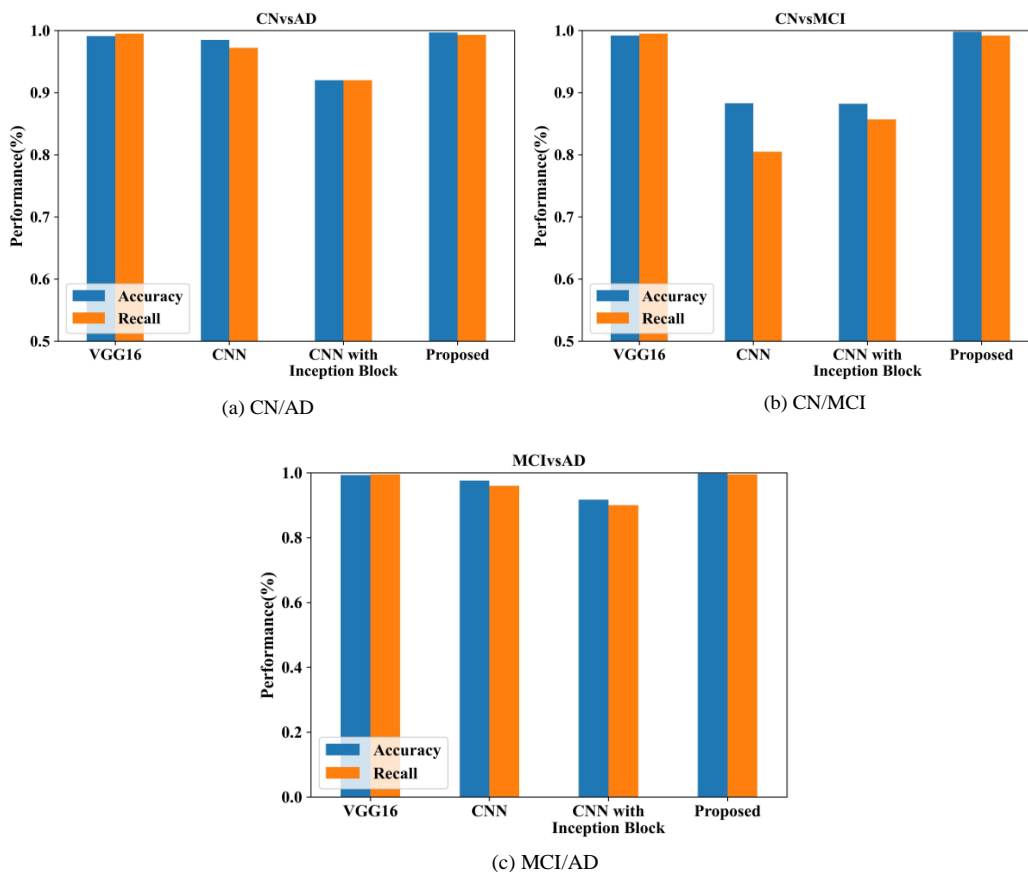 CNvsAD
1.0
0.9
0.8
0.7
0.6
0.5
Performance(%)
Accuracy
Recall
VGG16
CNN
CNN with
Inception Block
Proposed
(a) CN/AD
CNvsMCI
1.0
0.9
0.8
0.7
0.6
0.5
Performance(%)
Accuracy
Recall
VGG16
CNN
CNN with
Inception Block
Proposed
(b) CN/MCI
MCIvsAD
1.0
0.8
0.6
0.4
0.2
0.0
Performance(%)
Accuracy
Recall
VGG16
CNN
CNN with
Inception Block
Proposed
(c) MCI/AD